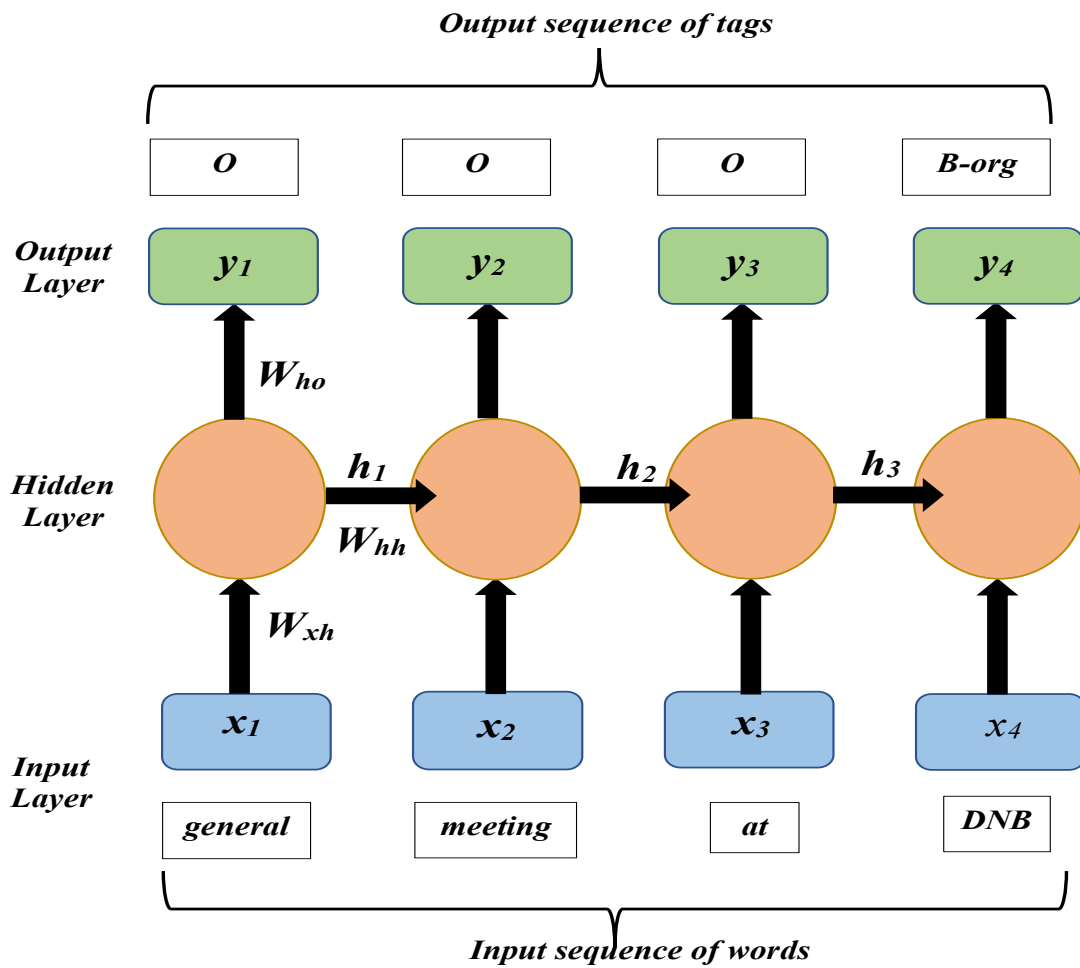 Output sequence of tags
O O O B-org
Output
Layer
y1 y2 y3 y4
Who
Hidden
Layer
h1 h2 h3
Whh
Wxh
x1 x2 x3 x4
Input
Layer
general meeting at DNB
Input sequence of words